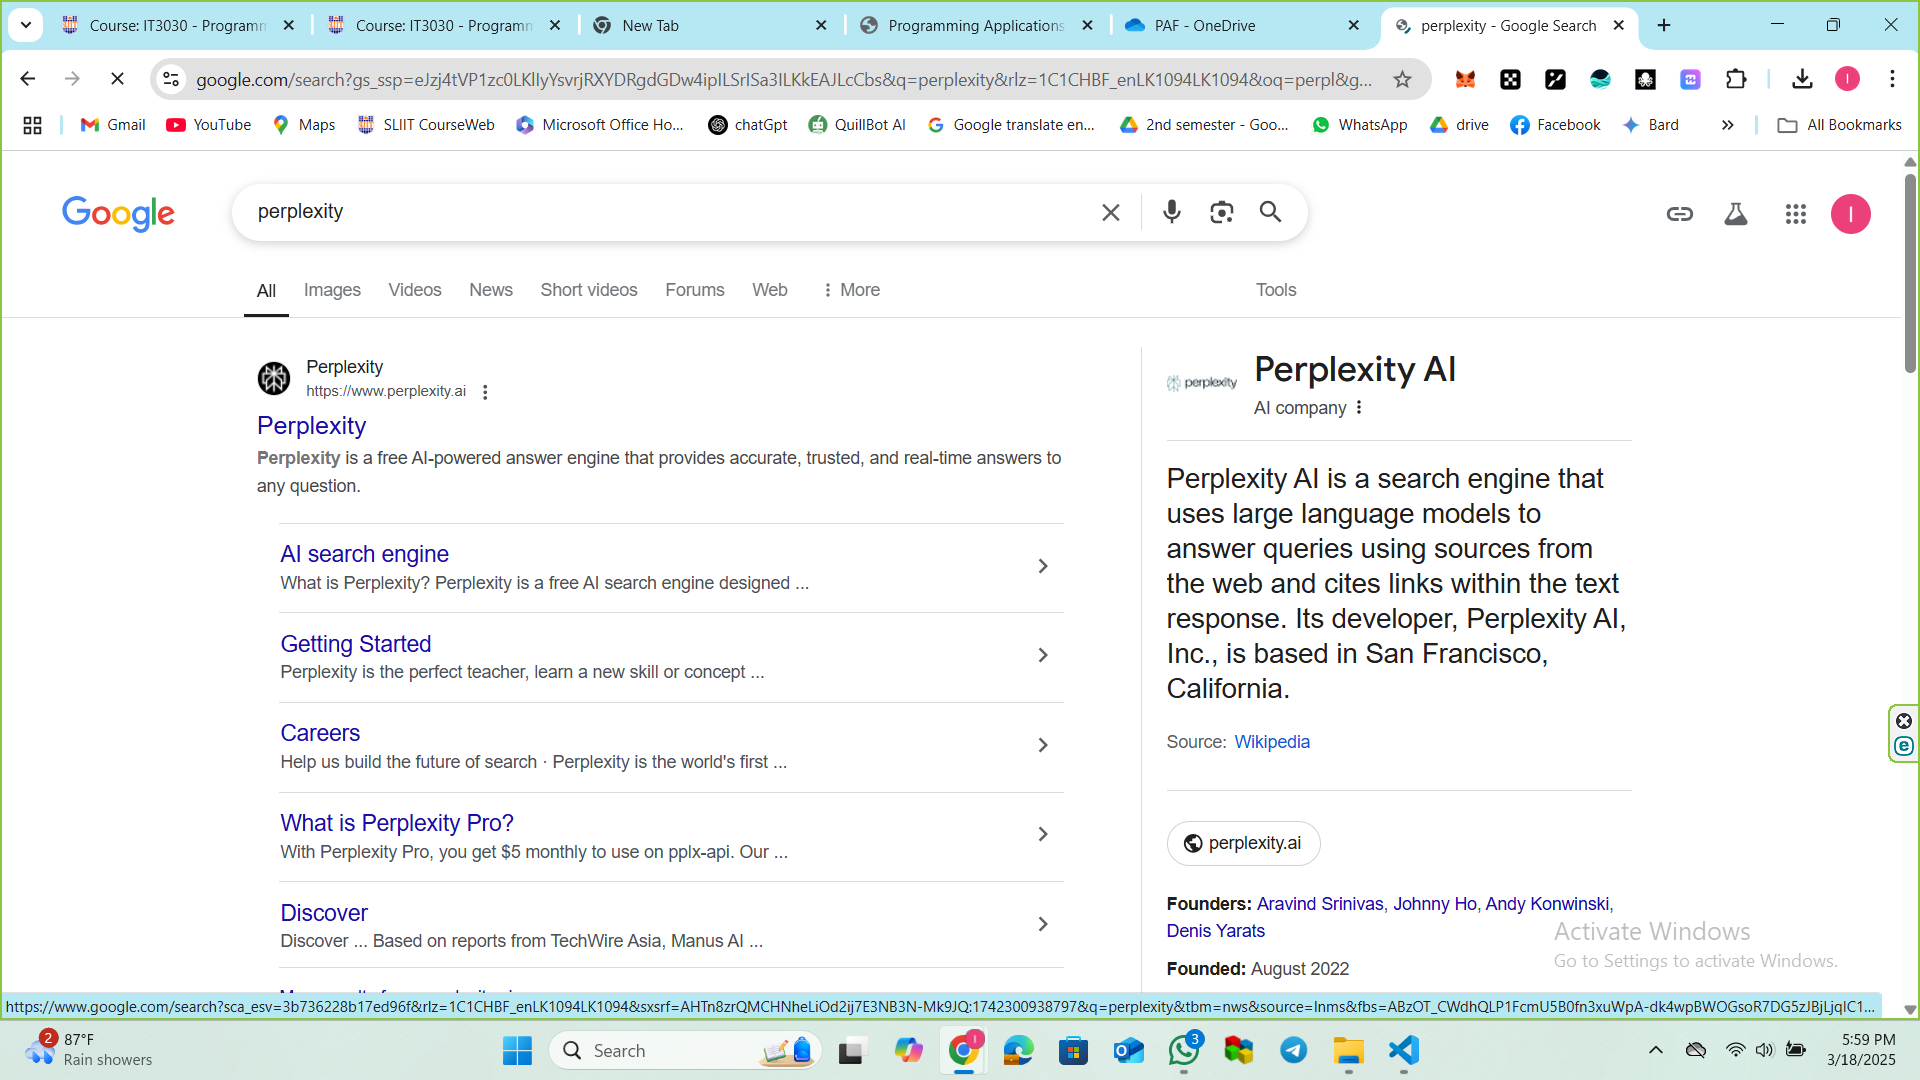 Course: IT3030 - Programm
Course: IT3030 - Programm
New Tab
Programming Applications
PAF - OneDrive
perplexity - Google Search
google.com/search?gs_ssp=eJzj4tVP1zc0LKlIyYsvrjRXYDRgdGDw4ipILSrISa3ILKkEAJLcCbs&q=perplexity&rlz=1C1CHBF_enLK1094LK1094&oq=perpl&g...
Gmail
YouTube
Maps
SLIIT CourseWeb
Microsoft Office Ho...
chatGpt
QuillBot AI
Google translate en...
2nd semester - Goo...
WhatsApp
drive
Facebook
Bard
All Bookmarks
Google
perplexity
I
All
Images
Videos
News
Short videos
Forums
Web
More
Tools
Perplexity
https://www.perplexity.ai
Perplexity
Perplexity is a free AI-powered answer engine that provides accurate, trusted, and real-time answers to
any question.
AI search engine
What is Perplexity? Perplexity is a free AI search engine designed ...
Getting Started
Perplexity is the perfect teacher, learn a new skill or concept ...
Careers
Help us build the future of search · Perplexity is the world's first ...
What is Perplexity Pro?
With Perplexity Pro, you get $5 monthly to use on pplx-api. Our ...
Discover
Discover ... Based on reports from TechWire Asia, Manus AI ...
perplexity
Perplexity AI
AI company
Perplexity AI is a search engine that
uses large language models to
answer queries using sources from
the web and cites links within the text
response. Its developer, Perplexity AI,
Inc., is based in San Francisco,
California.
Source: Wikipedia
perplexity.ai
Founders: Aravind Srinivas, Johnny Ho, Andy Konwinski,
Denis Yarats
Founded: August 2022
Activate Windows
Go to Settings to activate Windows.
https://www.google.com/search?sca_esv=3b736228b17ed96f&rlz=1C1CHBF_enLK1094LK1094&sxsrf=AHTn8zrQMCHNheLiOd2ij7E3NB3N-Mk9JQ:1742300938797&q=perplexity&tbm=nws&source=lnms&fbs=ABzOT_CWdhQLP1FcmU5B0fn3xuWpA-dk4wpBWOGsoR7DG5zJBjLjqIC1...
2
87°F
Rain showers
Search
3
5:59 PM
3/18/2025